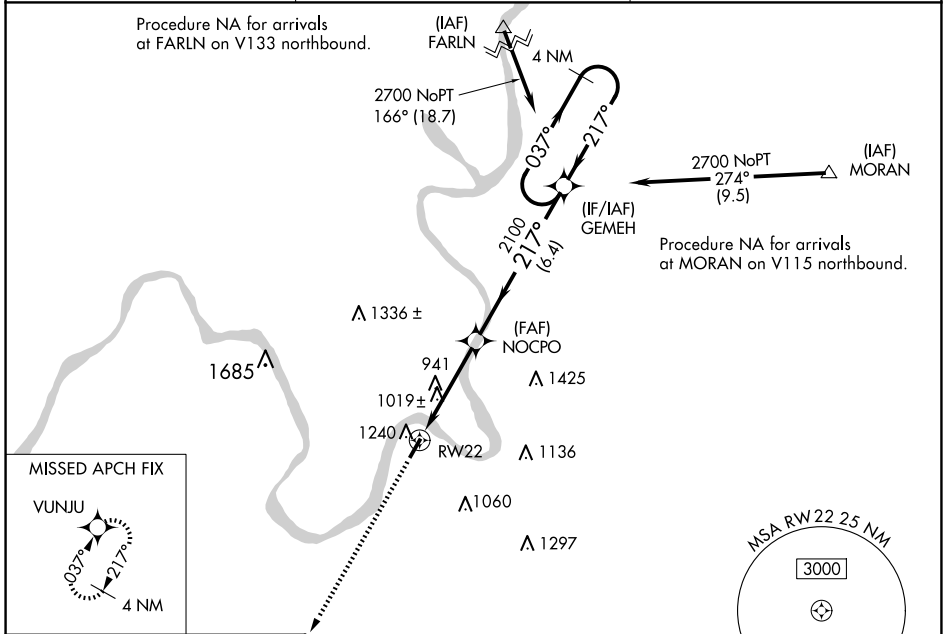 Procedure NA for arrivals
at FARLN on V133 northbound.
(IAF)
FARLN
4 NM
2700 NoPT
166° (18.7)
037°
217°
2700 NoPT
274°
(9.5)
(IAF)
MORAN
(IF/IAF)
GEMEH
2100
217°
(6.4)
Procedure NA for arrivals
at MORAN on V115 northbound.
1336 ±
(FAF)
NOCPO
1685
941
1425
1019±
1240
RW22
1136
MISSED APCH FIX
VUNJU
037°
217°
4 NM
1060
1297
MSA RW22 25 NM
3000